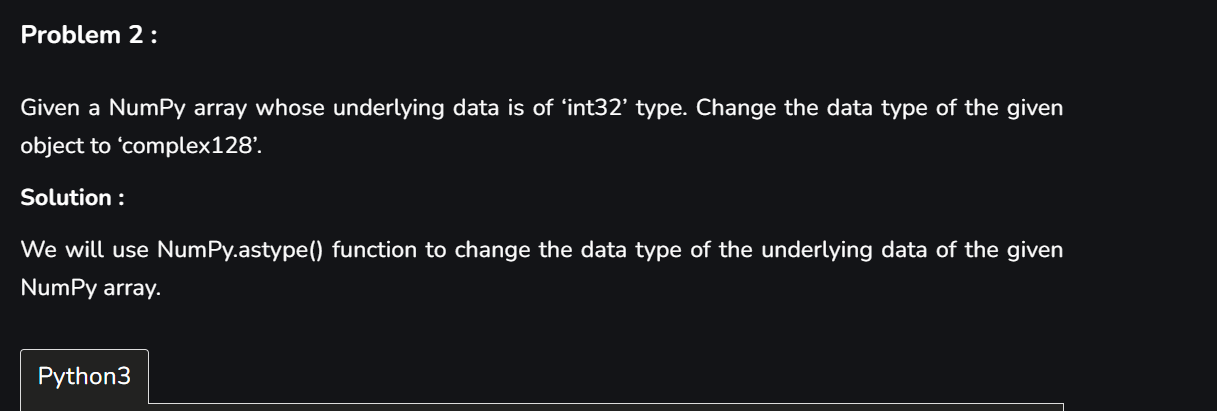 Problem 2 :
Given a NumPy array whose underlying data is of ‘int32’ type. Change the data type of the given
object to ‘complex128’.
Solution :
We will use NumPy.astype() function to change the data type of the underlying data of the given
NumPy array.
Python3